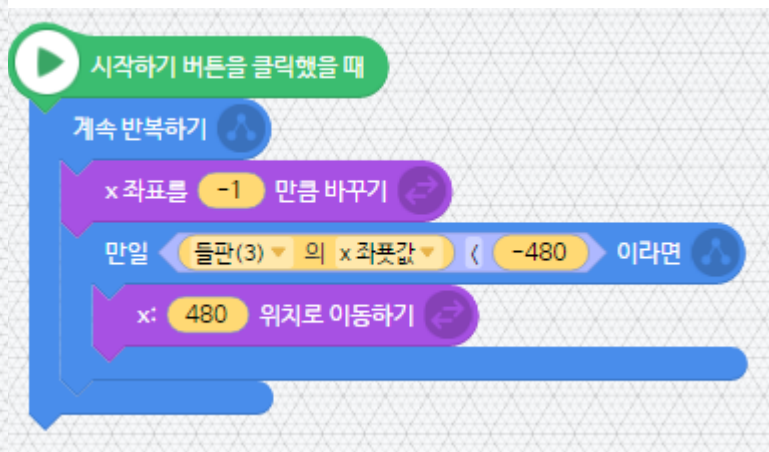 시작하기 버튼을 클릭했을 때
계속 반복하기
x 좌표를 -1 만큼 바꾸기
만일 들판(3) 의 x 좌푯값 < -480 이라면
x: 480 위치로 이동하기